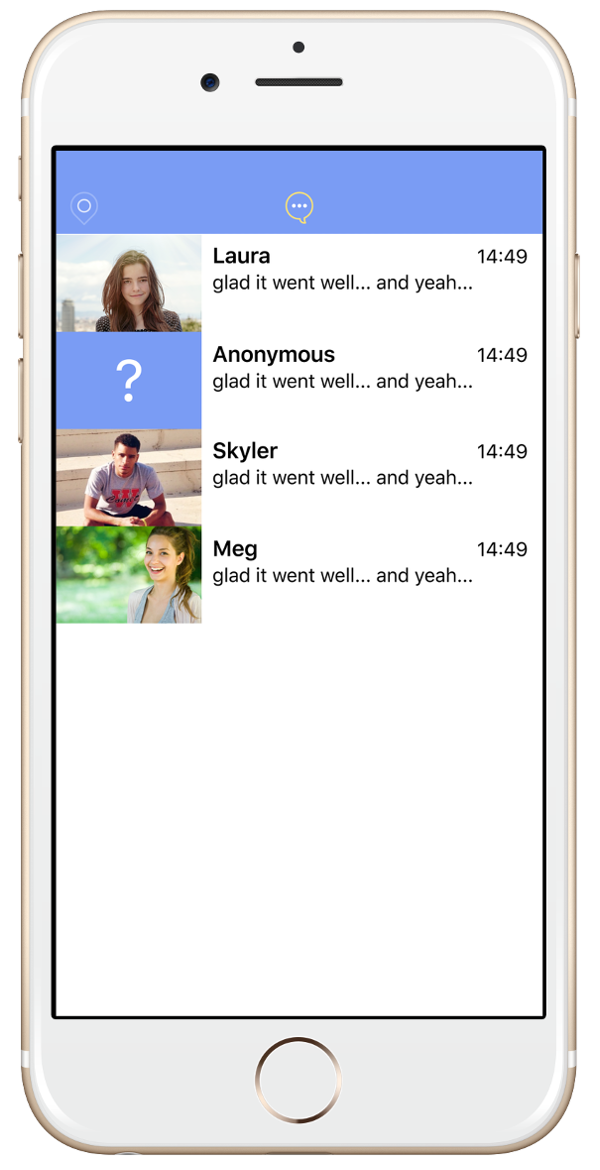 Laura 14:49
glad it went well... and yeah...
?
Anonymous 14:49
glad it went well... and yeah...
Skyler 14:49
glad it went well... and yeah...
Meg 14:49
glad it went well... and yeah...